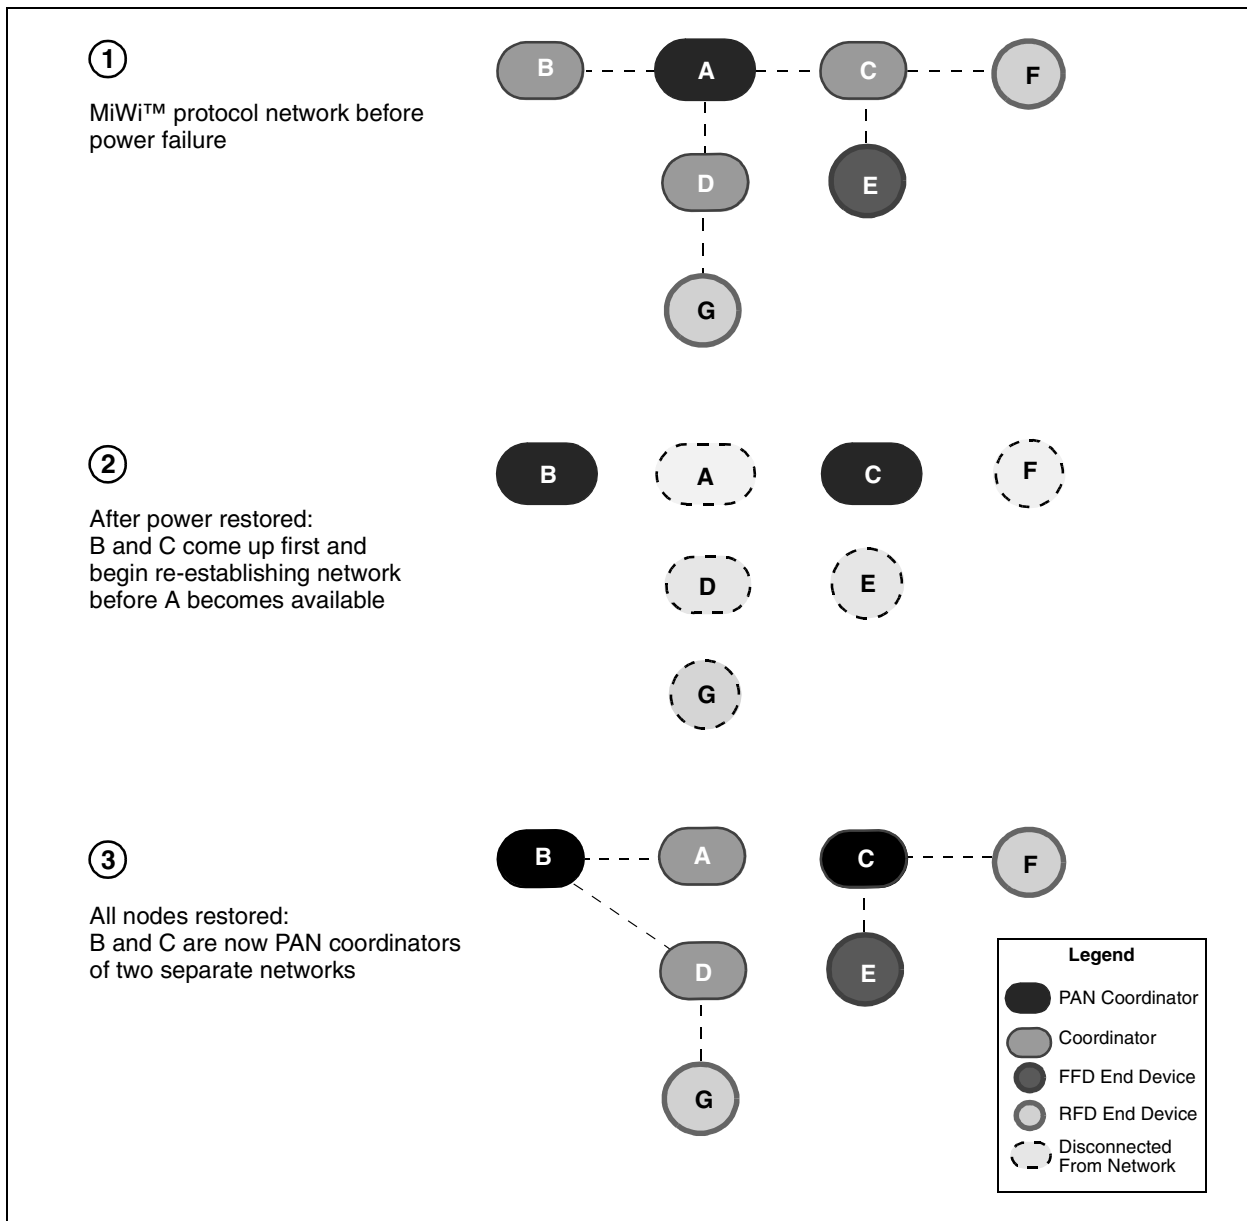 1
MiWi™ protocol network before
power failure
B
A
C
F
D
E
G
2
After power restored:
B and C come up first and
begin re-establishing network
before A becomes available
B
A
C
F
D
E
G
3
All nodes restored:
B and C are now PAN coordinators
of two separate networks
B
A
C
F
D
E
G
Legend
PAN Coordinator
Coordinator
FFD End Device
RFD End Device
Disconnected
From Network